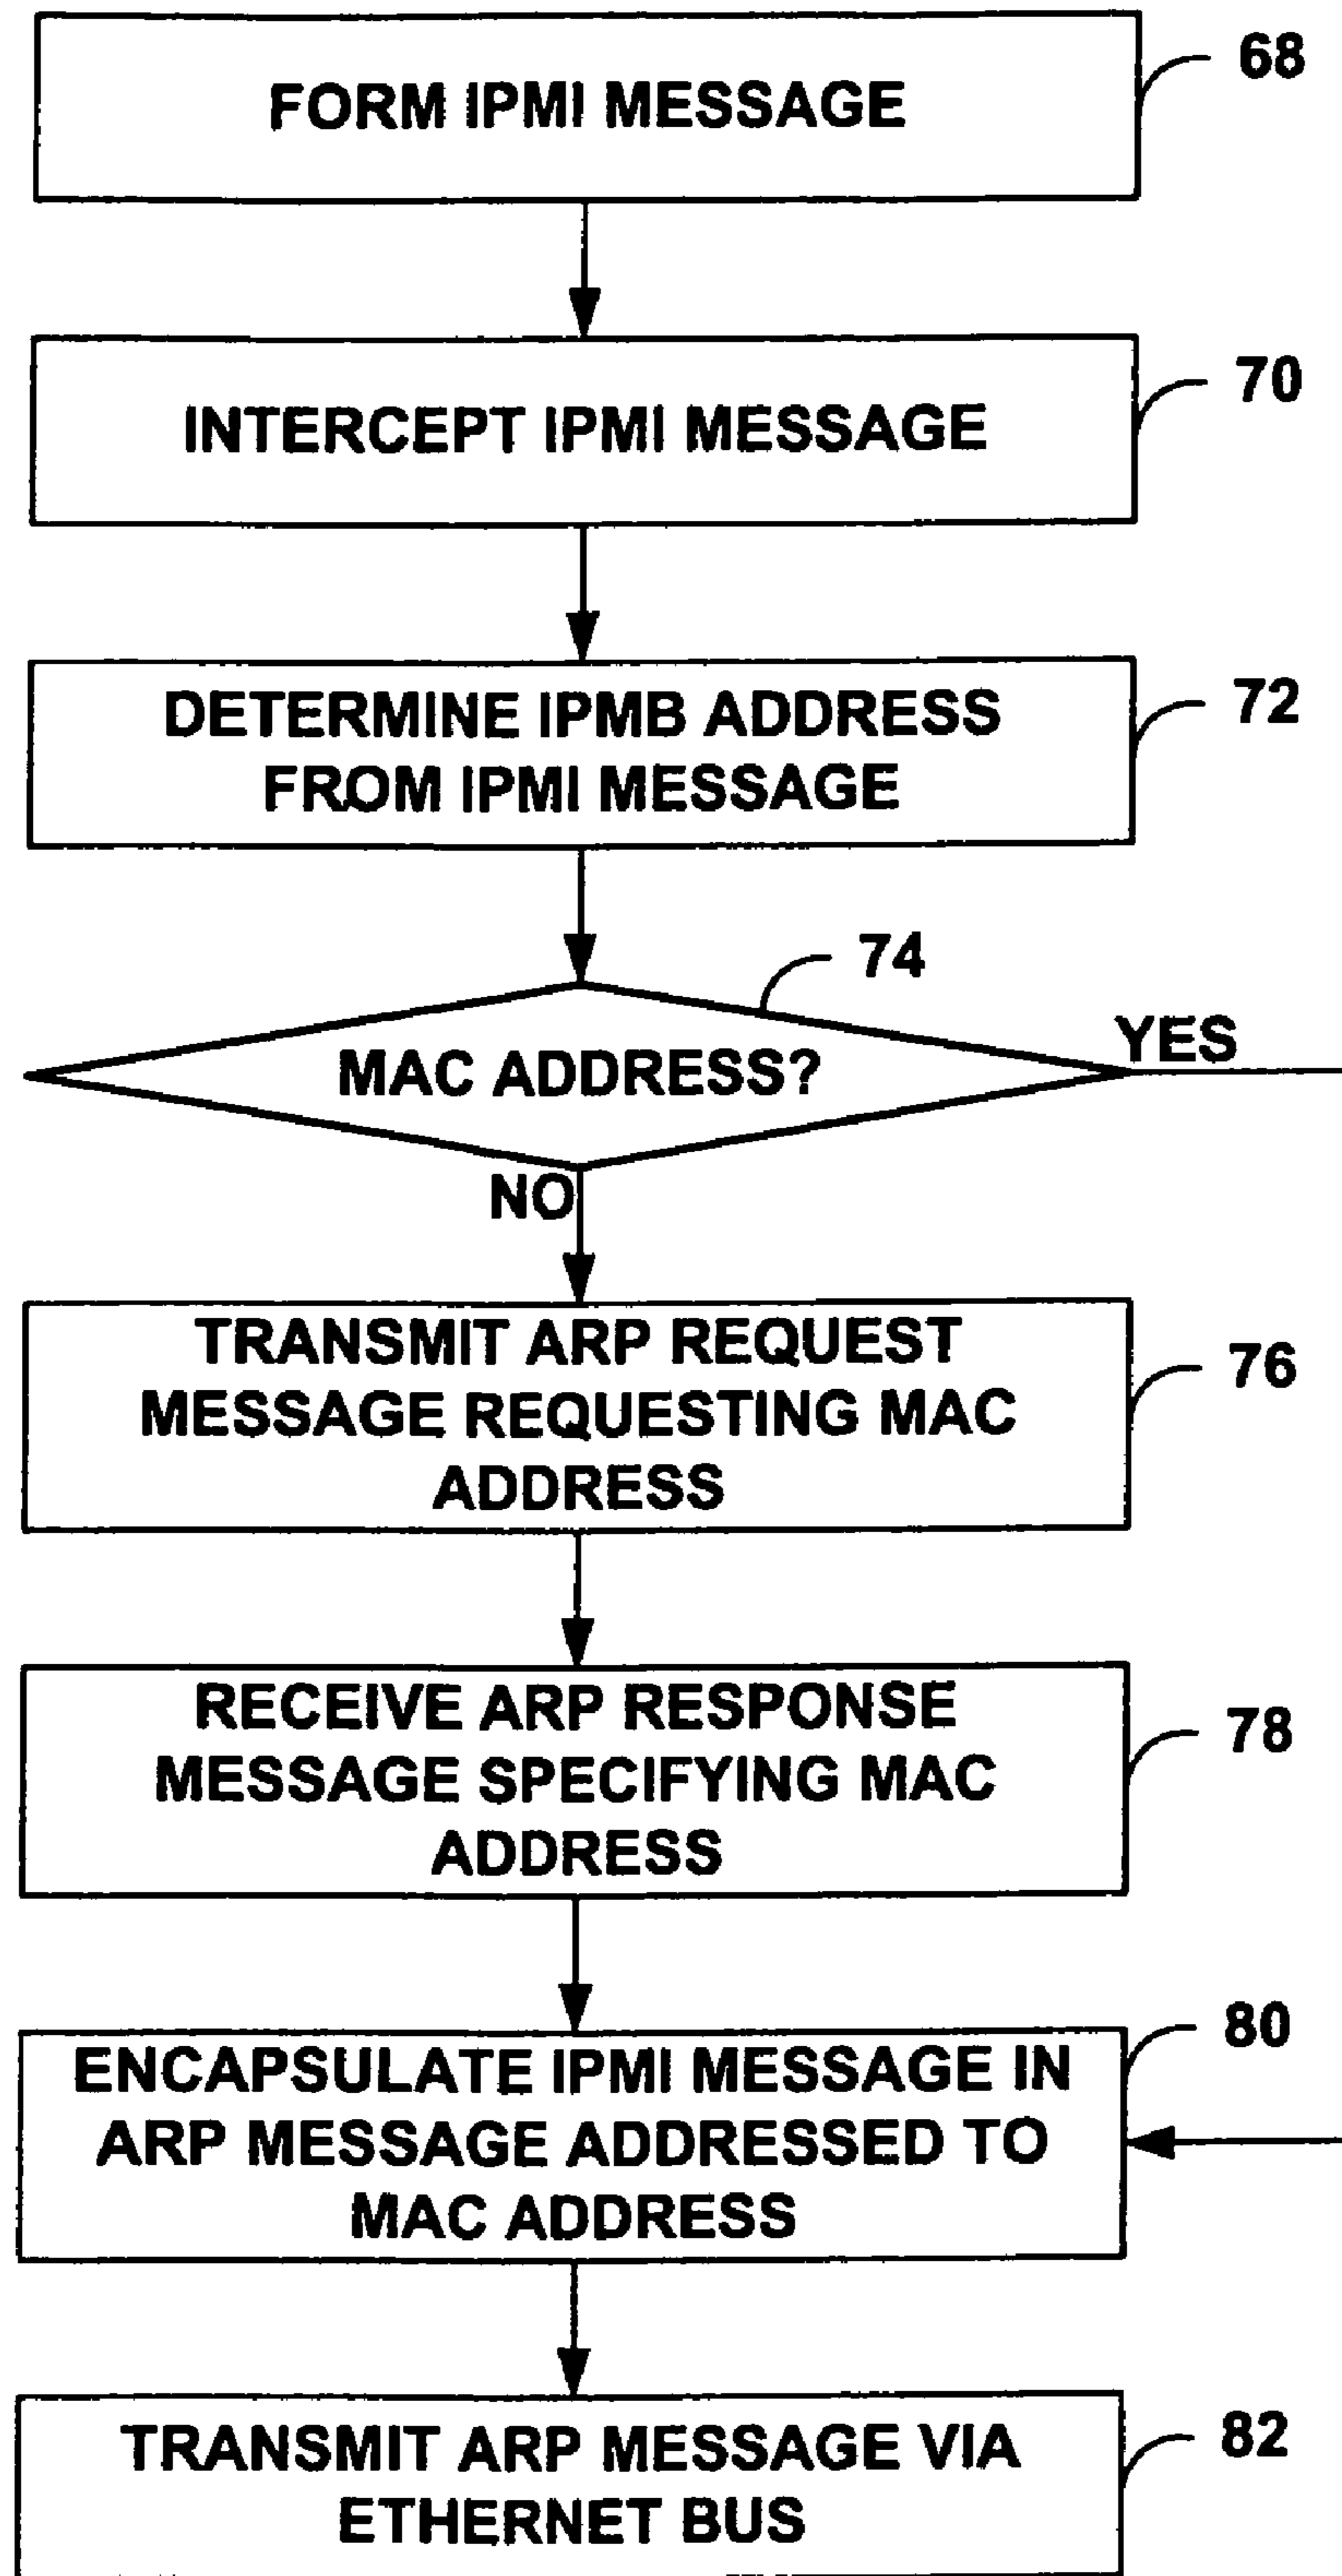 FORM IPMI MESSAGE
68
INTERCEPT IPMI MESSAGE
70
DETERMINE IPMB ADDRESS
FROM IPMI MESSAGE
72
74
MAC ADDRESS?
YES
NO
TRANSMIT ARP REQUEST
MESSAGE REQUESTING MAC
ADDRESS
76
RECEIVE ARP RESPONSE
MESSAGE SPECIFYING MAC
ADDRESS
78
ENCAPSULATE IPMI MESSAGE IN
ARP MESSAGE ADDRESSED TO
MAC ADDRESS
80
TRANSMIT ARP MESSAGE VIA
ETHERNET BUS
82